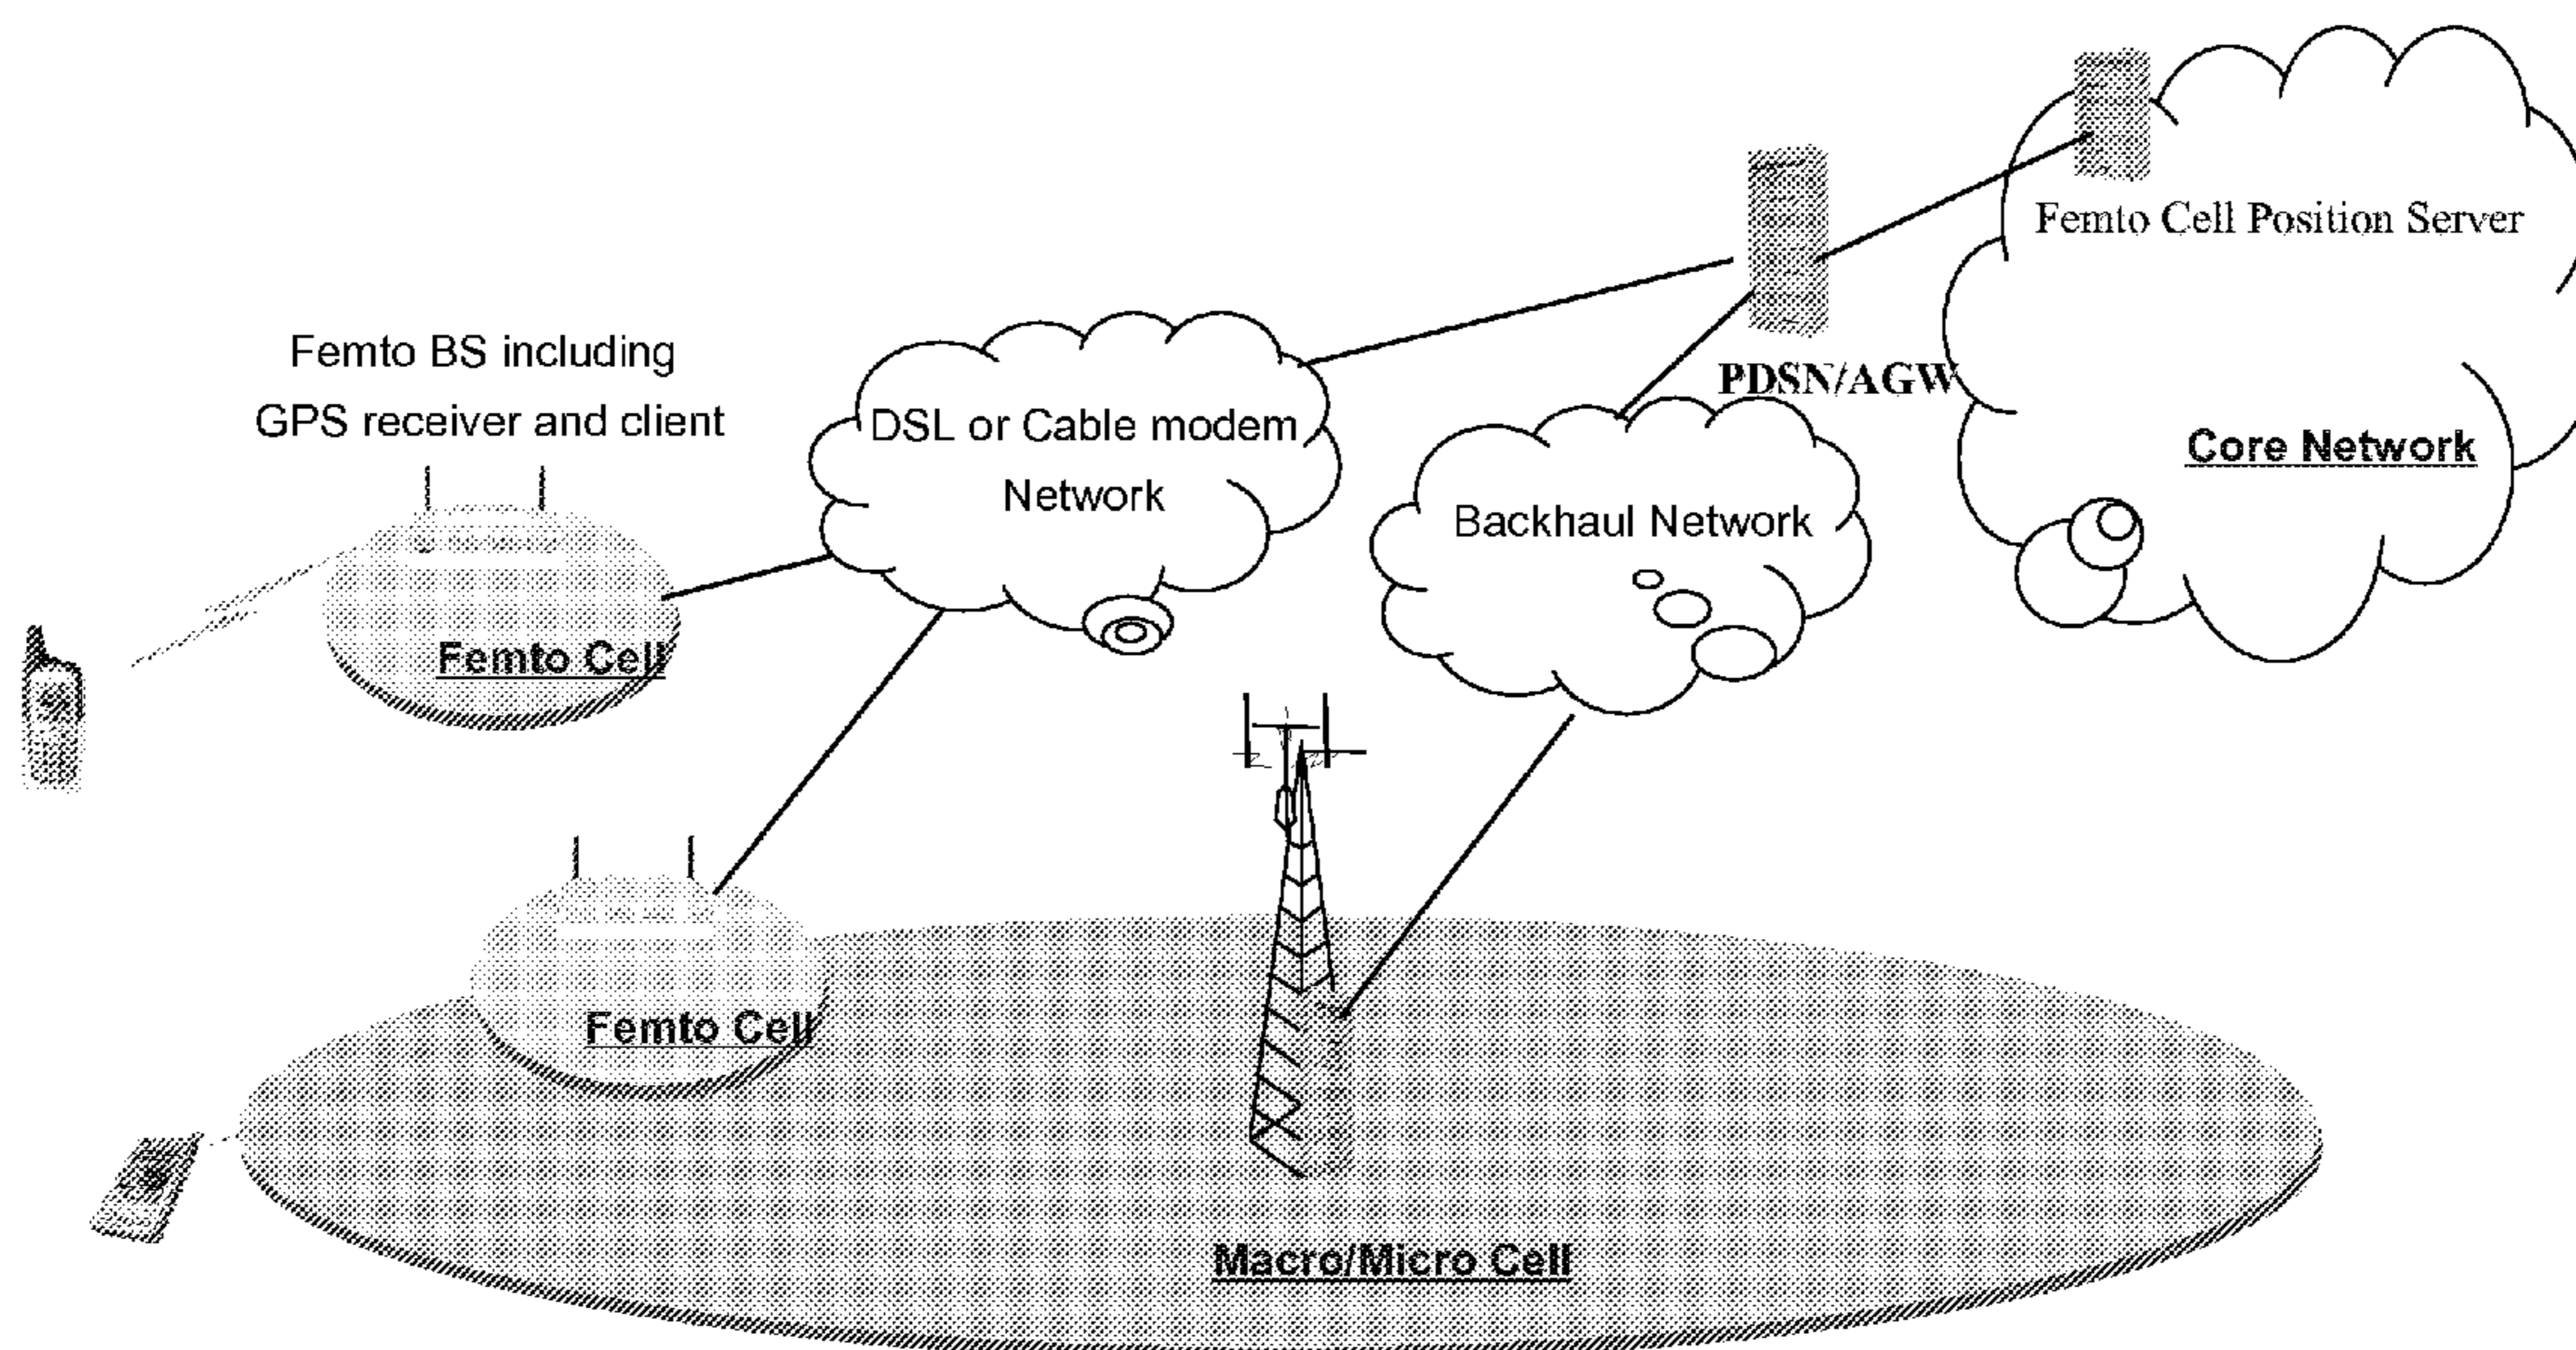 Femto Cell Position Server
Femto BS including
GPS receiver and client
PDSN/AGW
DSL or Cable modem
Network
Core Network
Backhaul Network
Femto Cell
Femto Cell
Macro/Micro Cell